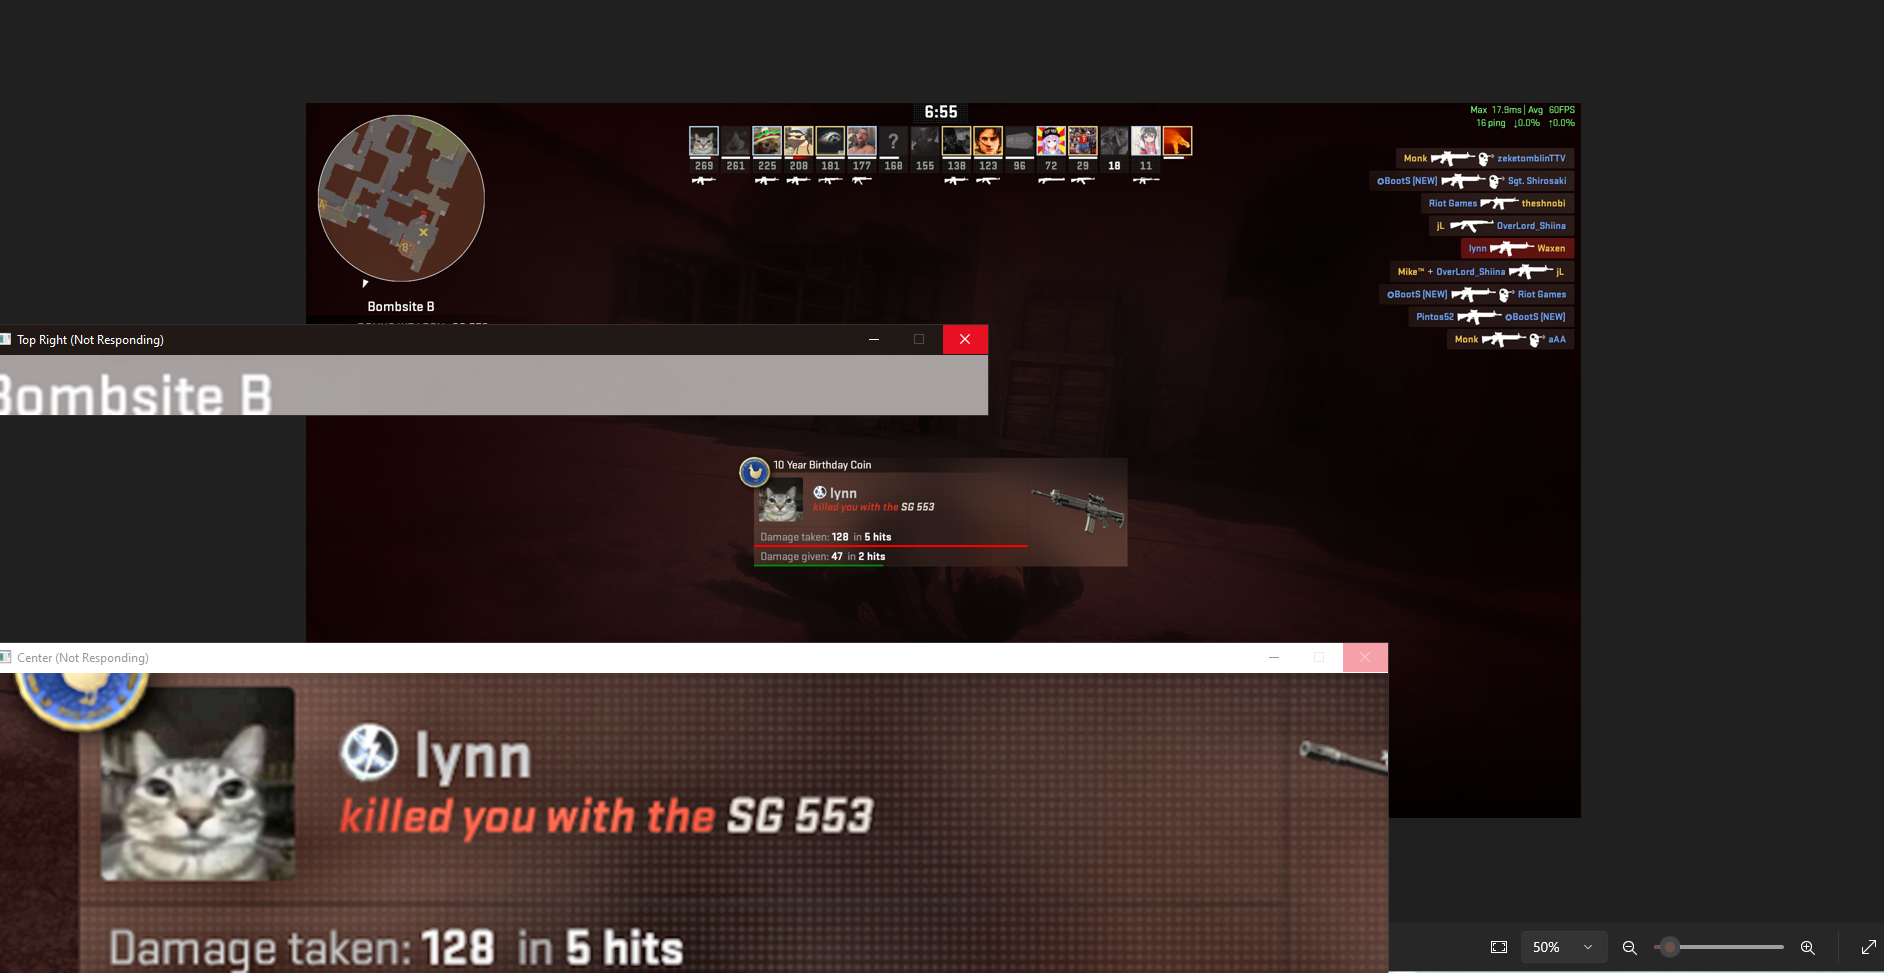 6:55
Max 17.9ms | Avg 60FPS
16 ping ↓0.0% ↑0.0%
269 261 225 208 181 177 168 155 138 123 96 72 29 18 11
?
Monk zeketomblinTTV
BootS [NEW] Sgt. Shirosaki
Riot Games theshnobi
jL OverLord_Shiina
lynn Waxen
Mike™ + OverLord_Shiina jL
BootS [NEW] Riot Games
Pintos52 BootS [NEW]
Monk aAA
B
Bombsite B
Top Right (Not Responding)
Bombsite B
10 Year Birthday Coin
lynn
killed you with the SG 553
Damage taken: 128 in 5 hits
Damage given: 47 in 2 hits
Center (Not Responding)
lynn
killed you with the SG 553
Damage taken: 128 in 5 hits
50%